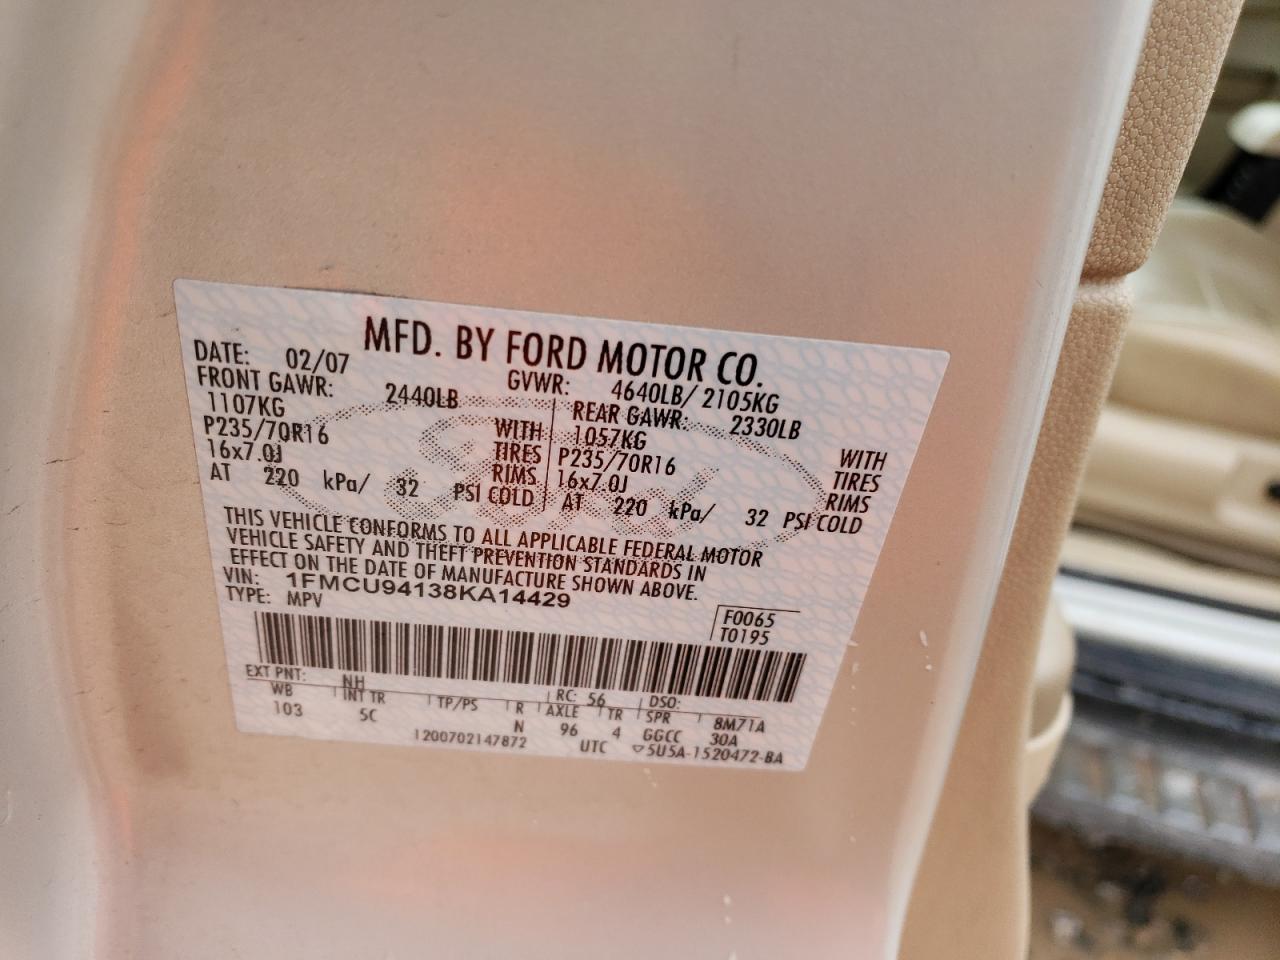 MFD. BY FORD MOTOR CO.
DATE: 02/07 GVWR: 4640LB/ 2105KG
FRONT GAWR: 2440LB REAR GAWR: 2330LB
1107KG WITH 1057KG WITH
P235/70R16 TIRES P235/70R16 TIRES
16x7.0J RIMS 16x7.0J RIMS
AT 220 kPa/ 32 PSI COLD AT 220 kPa/ 32 PSI COLD
THIS VEHICLE CONFORMS TO ALL APPLICABLE FEDERAL MOTOR
VEHICLE SAFETY AND THEFT PREVENTION STANDARDS IN
EFFECT ON THE DATE OF MANUFACTURE SHOWN ABOVE.
VIN: 1FMCU94138KA14429
TYPE: MPV
F0065
T0195
EXT PNT: NH RC: 56 DSO:
WB INT TR TP/PS R AXLE TR SPR 8M71A
103 5C N 96 4 GGCC 30A
1200702147872 UTC ▽5U5A-1520472-BA